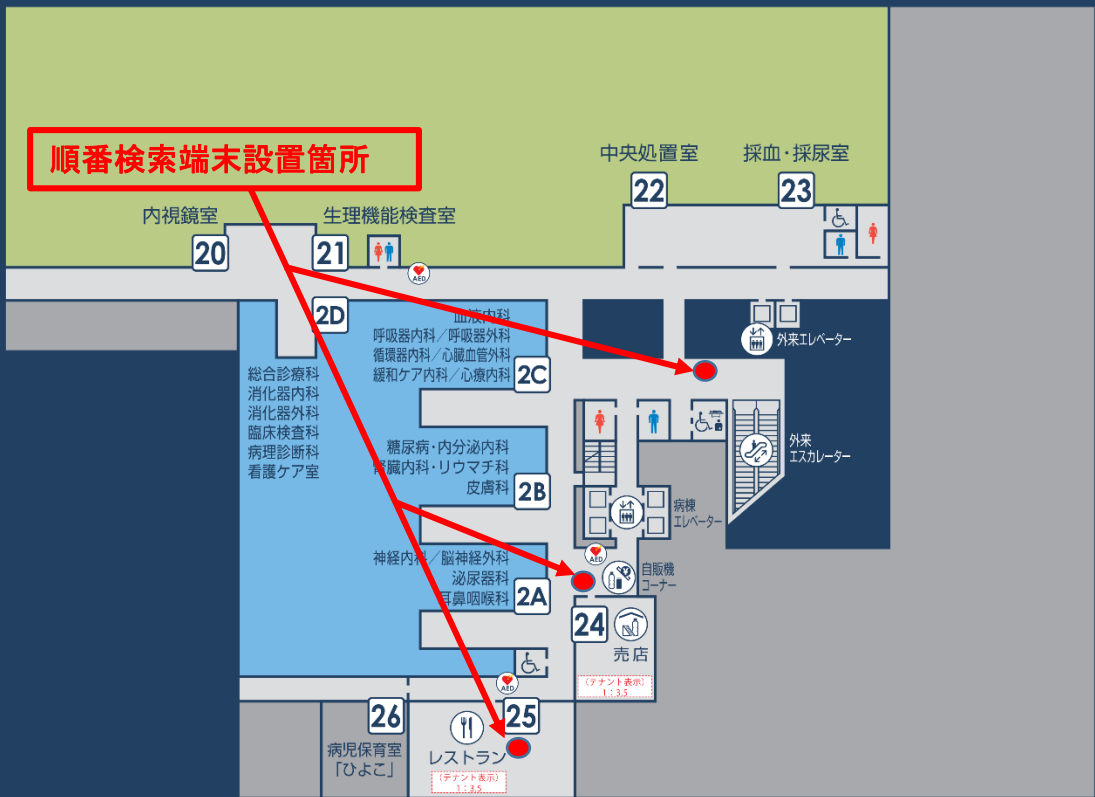 順番検索端末設置箇所
中央処置室
22
採血・採尿室
23
内視鏡室
20
生理機能検査室
21
AED
2D
総合診療科
消化器内科
消化器外科
臨床検査科
病理診断科
看護ケア室
血液内科
呼吸器内科／呼吸器外科
循環器内科／心臓血管外科
緩和ケア内科／心療内科
2C
外来エレベーター
外来
エスカレーター
糖尿病・内分泌内科
腎臓内科・リウマチ科
皮膚科
2B
病棟
エレベーター
AED
自販機
コーナー
神経内科／脳神経外科
泌尿器科
耳鼻咽喉科
2A
24
売店
（テナント表示）
1：3.5
AED
26
病児保育室
「ひよこ」
25
レストラン
（テナント表示）
1：3.5